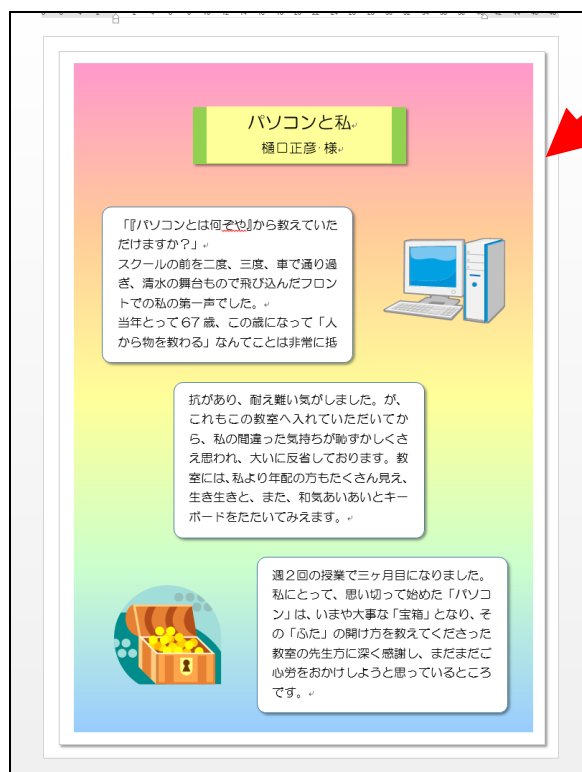 パソコンと私
樋口正彦 様
「『パソコンとは何ぞや』から教えていた
だけますか？」
スクールの前を二度、三度、車で通り過
ぎ、清水の舞台もので飛び込んだフロン
トでの私の第一声でした。
当年とって67歳、この歳になって「人
から物を教わる」なんてことは非常に抵
抗があり、耐え難い気がしました。が、
これもこの教室へ入れていただいてか
ら、私の間違った気持ちが恥ずかしくさ
え思われ、大いに反省しております。教
室には、私より年配の方もたくさん見え、
生き生きと、また、和気あいあいとキー
ボードをたたいてみえます。
週２回の授業で三ヶ月目になりました。
私にとって、思い切って始めた「パソコ
ン」は、いまや大事な「宝箱」となり、そ
の「ふた」の開け方を教えてくださった
教室の先生方に深く感謝し、まだまだご
心労をおかけしようと思っているところ
です。